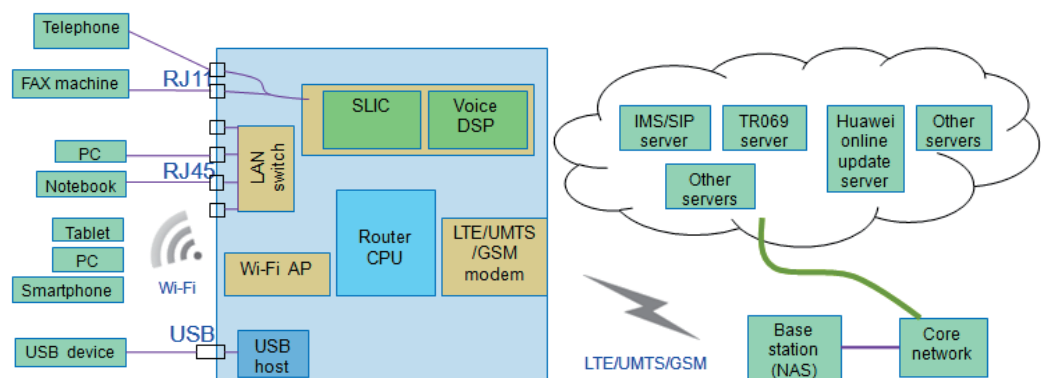 Telephone
FAX machine
RJ11
SLIC
Voice
DSP
PC
Notebook
RJ45
LAN
switch
Tablet
PC
Smartphone
Wi-Fi
Wi-Fi AP
Router
CPU
LTE/UMTS
/GSM
modem
USB device
USB
USB
host
IMS/SIP
server
TR069
server
Huawei
online
update
server
Other
servers
Other
servers
LTE/UMTS/GSM
Base
station
(NAS)
Core
network